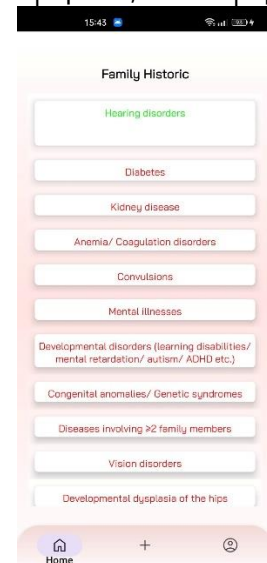 15:43
Family Historic
Hearing disorders
Diabetes
Kidney disease
Anemia/ Coagulation disorders
Convulsions
Mental illnesses
Developmental disorders (learning disabilities/
mental retardation/ autism/ ADHD etc.)
Congenital anomalies/ Genetic syndromes
Diseases involving ≥2 family members
Vision disorders
Developmental dysplasia of the hips
Home